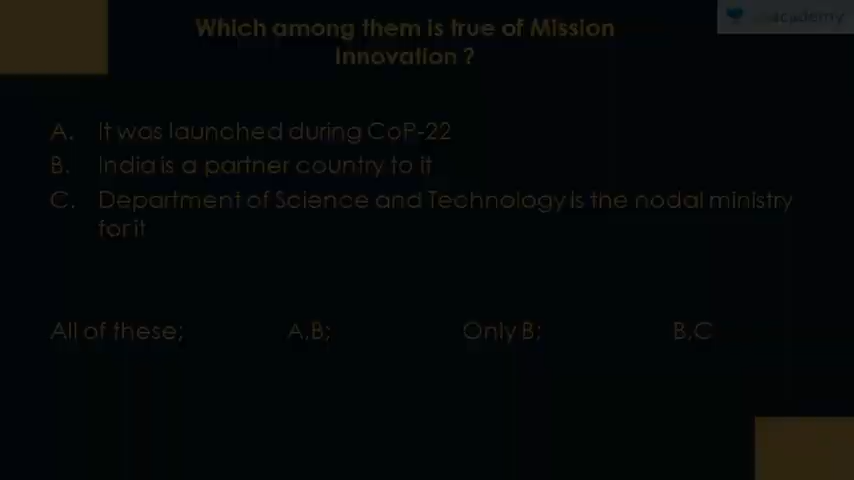 Which among them is true of Mission
Innovation ?
academy
A. It was launched during CoP-22
B. India is a partner country to it
C. Department of Science and Technology is the nodal ministry
for it
All of these; A,B; Only B; B,C